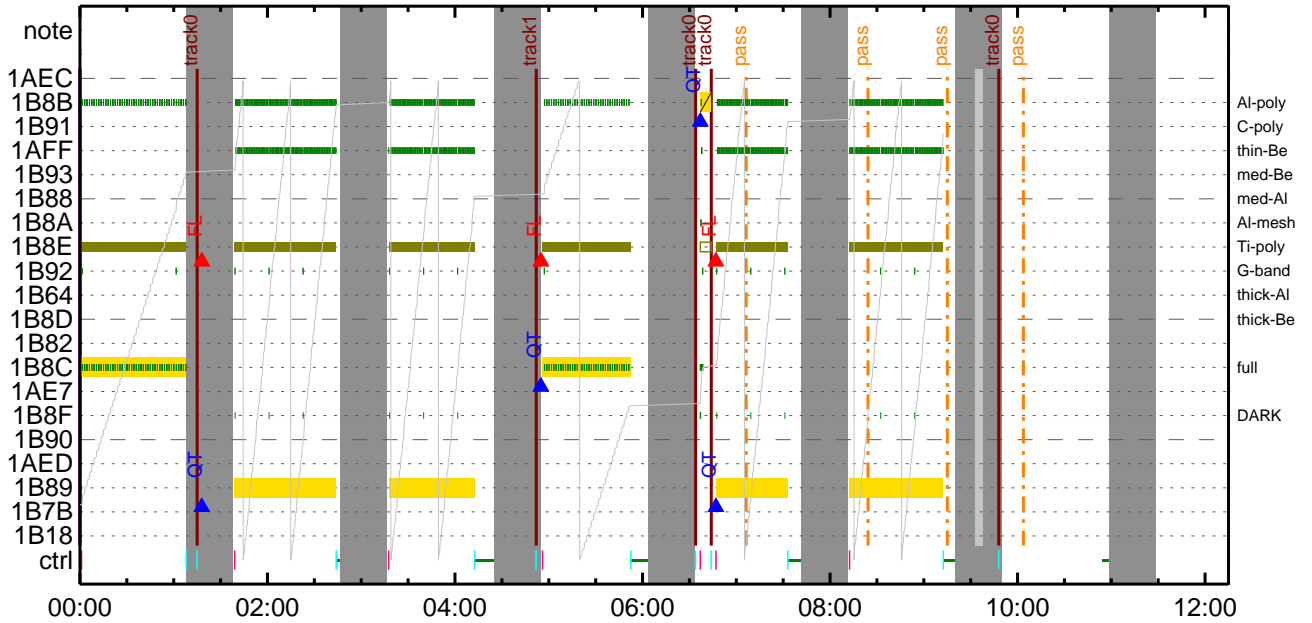 note
track0
track1
track0
track0
pass
pass
pass
track0
pass
1AEC
QT
1B8B
Al-poly
1B91
C-poly
1AFF
thin-Be
1B93
med-Be
1B88
med-Al
1B8A
FL
FL
FL
Al-mesh
1B8E
Ti-poly
1B92
G-band
1B64
thick-Al
1B8D
thick-Be
1B82
QT
1B8C
full
1AE7
1B8F
DARK
1B90
1AED
QT
QT
1B89
1B7B
1B18
ctrl
00:00
02:00
04:00
06:00
08:00
10:00
12:00